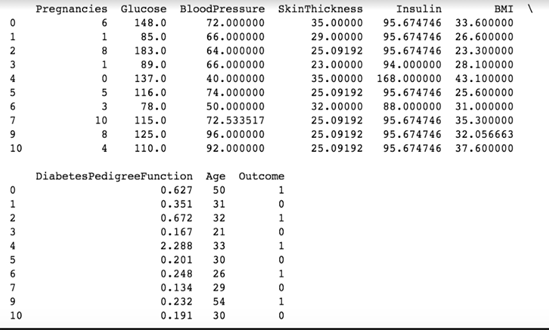 Pregnancies Glucose BloodPressure SkinThickness Insulin BMI \
0 6 148.0 72.000000 35.00000 95.674746 33.600000
1 1 85.0 66.000000 29.00000 95.674746 26.600000
2 8 183.0 64.000000 25.09192 95.674746 23.300000
3 1 89.0 66.000000 23.00000 94.000000 28.100000
4 0 137.0 40.000000 35.00000 168.000000 43.100000
5 5 116.0 74.000000 25.09192 95.674746 25.600000
6 3 78.0 50.000000 32.00000 88.000000 31.000000
7 10 115.0 72.533517 25.09192 95.674746 35.300000
9 8 125.0 96.000000 25.09192 95.674746 32.056663
10 4 110.0 92.000000 25.09192 95.674746 37.600000
DiabetesPedigreeFunction Age Outcome
0 0.627 50 1
1 0.351 31 0
2 0.672 32 1
3 0.167 21 0
4 2.288 33 1
5 0.201 30 0
6 0.248 26 1
7 0.134 29 0
9 0.232 54 1
10 0.191 30 0